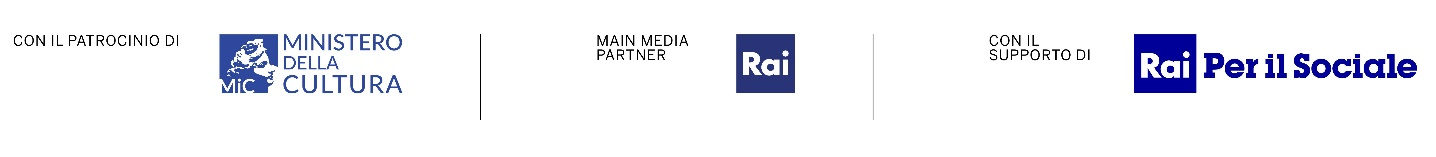 CON IL PATROCINIO DI
MiC
MINISTERO
DELLA
CULTURA
MAIN MEDIA
PARTNER
Rai
CON IL
SUPPORTO DI
Rai Per il Sociale